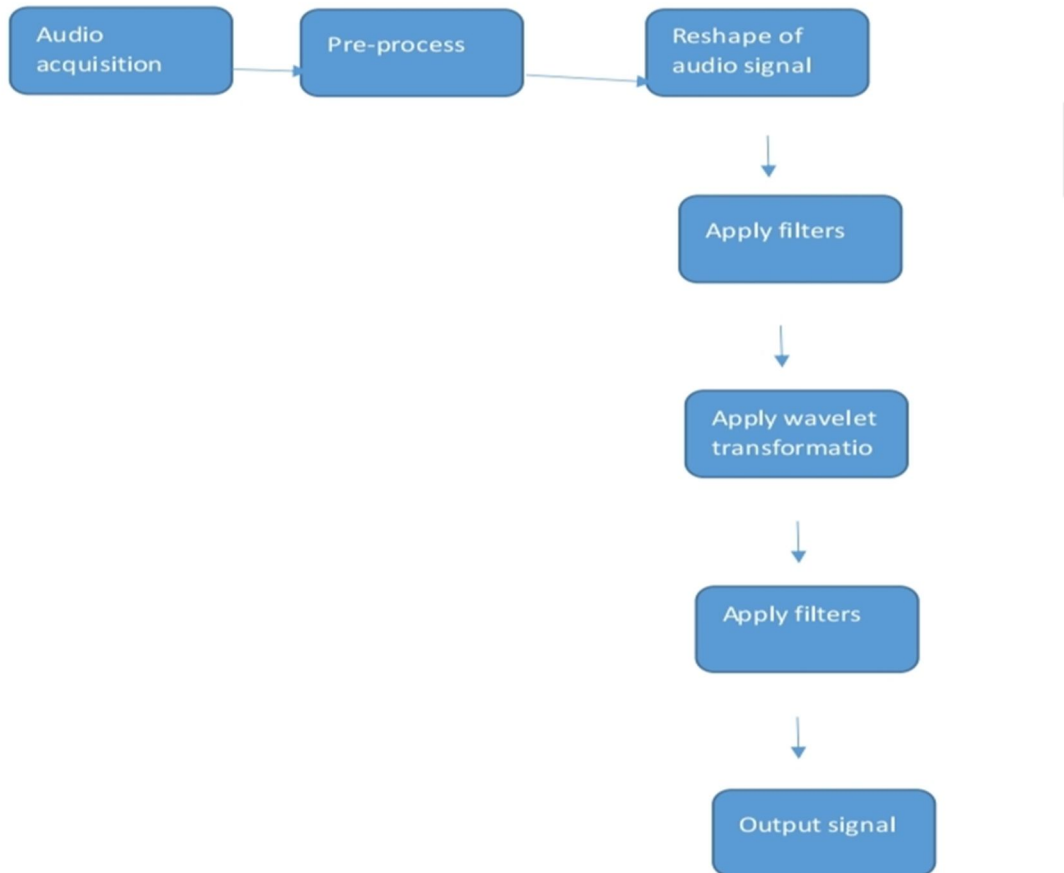 Audio
acquisition
Pre-process
Reshape of
audio signal
Apply filters
Apply wavelet
transformatio
Apply filters
Output signal